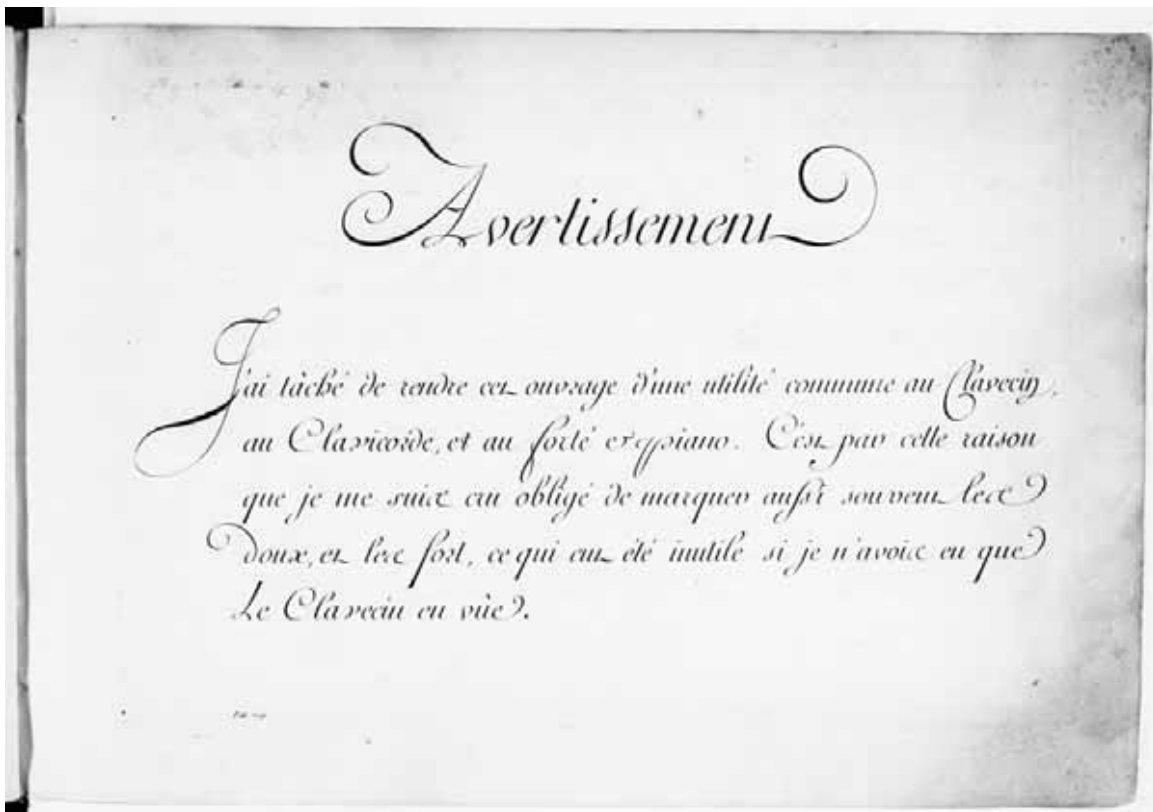 Avertissement
J'ai tâché de rendre cet ouvrage d'une utilité commune au Clavecin,
au Clavicorde, et au forté et piano. C'est par cette raison
que je me suis cru obligé de marquer aussi souvent les
doux, et les fort, ce qui eut été inutile si je n'avois eu que
Le Clavecin en vûe.